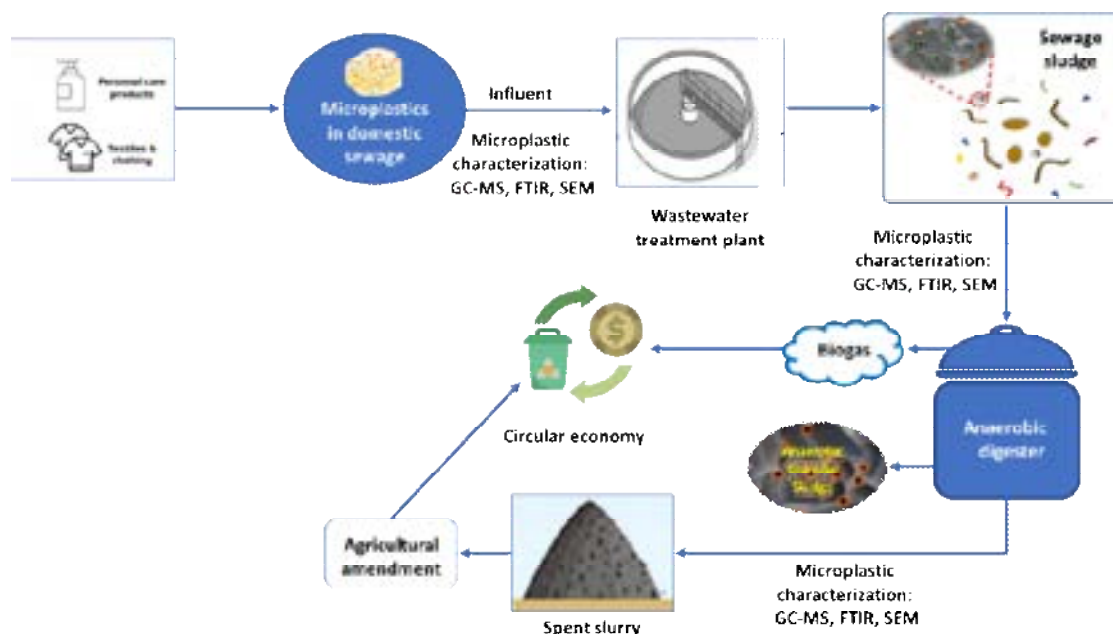 Personal care
products
Textiles &
clothing
Microplastics
in domestic
sewage
Influent
Microplastic
characterization:
GC-MS, FTIR, SEM
Wastewater
treatment plant
Sewage
sludge
Microplastic
characterization:
GC-MS, FTIR, SEM
Biogas
Circular economy
Anaerobic
digester
Anaerobic
Sludge
Agricultural
amendment
Spent slurry
Microplastic
characterization:
GC-MS, FTIR, SEM